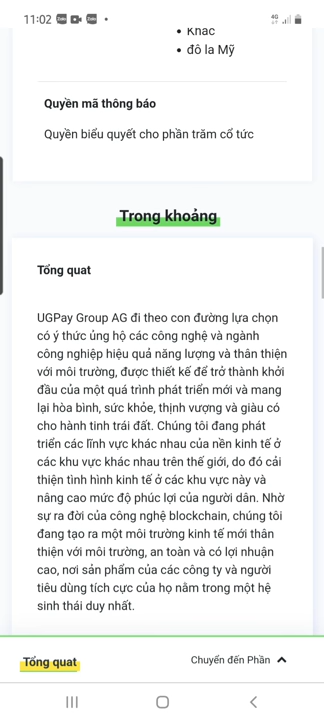 11:02
Zalo
Zalo
4G
Khác
đô la Mỹ
Quyền mã thông báo
Quyền biểu quyết cho phần trăm cổ tức
Trong khoảng
Tổng quat
UGPay Group AG đi theo con đường lựa chọn
có ý thức ủng hộ các công nghệ và ngành
công nghiệp hiệu quả năng lượng và thân thiện
với môi trường, được thiết kế để trở thành khởi
đầu của một quá trình phát triển mới và mang
lại hòa bình, sức khỏe, thịnh vượng và giàu có
cho hành tinh trái đất. Chúng tôi đang phát
triển các lĩnh vực khác nhau của nền kinh tế ở
các khu vực khác nhau trên thế giới, do đó cải
thiện tình hình kinh tế ở các khu vực này và
nâng cao mức độ phúc lợi của người dân. Nhờ
sự ra đời của công nghệ blockchain, chúng tôi
đang tạo ra một môi trường kinh tế mới thân
thiện với môi trường, an toàn và có lợi nhuận
cao, nơi sản phẩm của các công ty và người
tiêu dùng tích cực của họ nằm trong một hệ
sinh thái duy nhất.
Tổng quat
Chuyển đến Phần